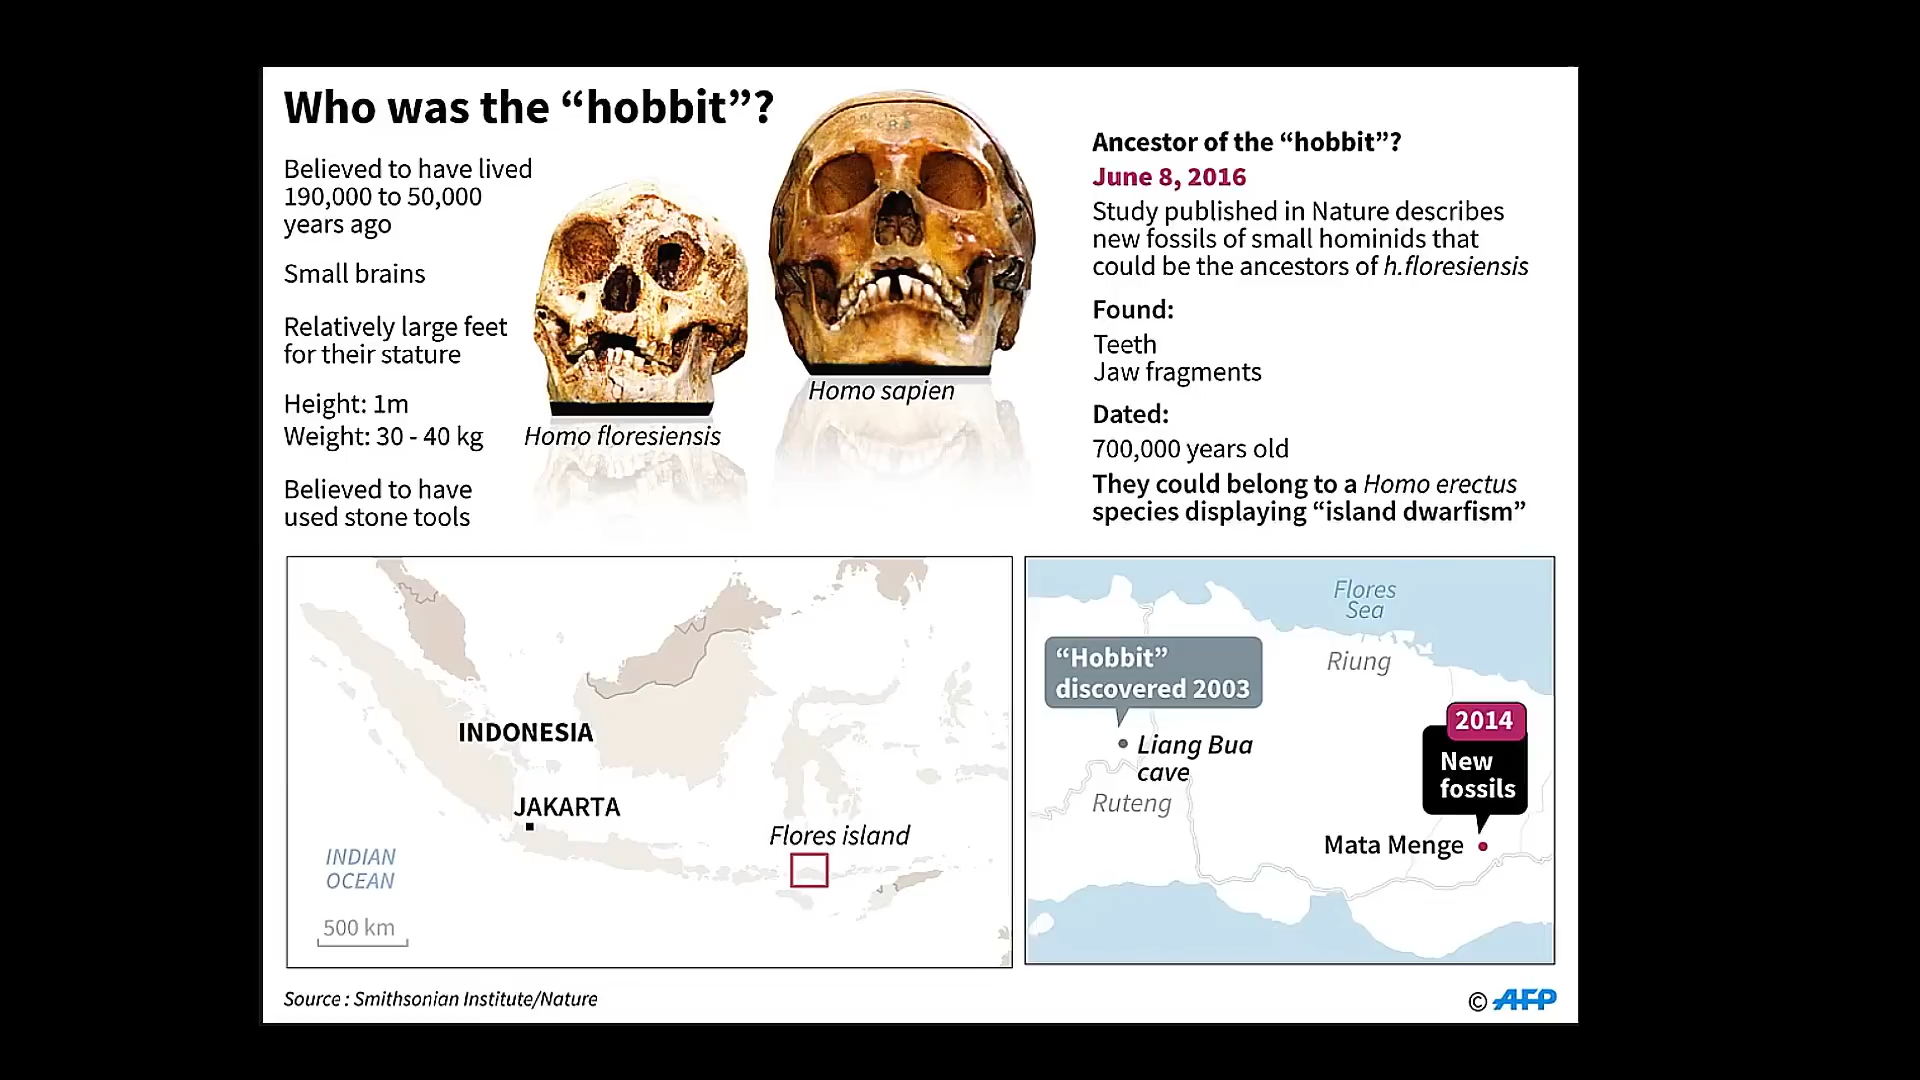 Who was the “hobbit”?
Believed to have lived
190,000 to 50,000
years ago
Small brains
Relatively large feet
for their stature
Height: 1m
Weight: 30 - 40 kg
Believed to have
used stone tools
Homo floresiensis
Homo sapien
Ancestor of the “hobbit”?
June 8, 2016
Study published in Nature describes
new fossils of small hominids that
could be the ancestors of h.floresiensis
Found:
Teeth
Jaw fragments
Dated:
700,000 years old
They could belong to a Homo erectus
species displaying “island dwarfism”
INDONESIA
JAKARTA
Flores island
INDIAN
OCEAN
500 km
Flores
Sea
Riung
“Hobbit”
discovered 2003
Liang Bua
cave
Ruteng
2014
New
fossils
Mata Menge
Source : Smithsonian Institute/Nature
© AFP